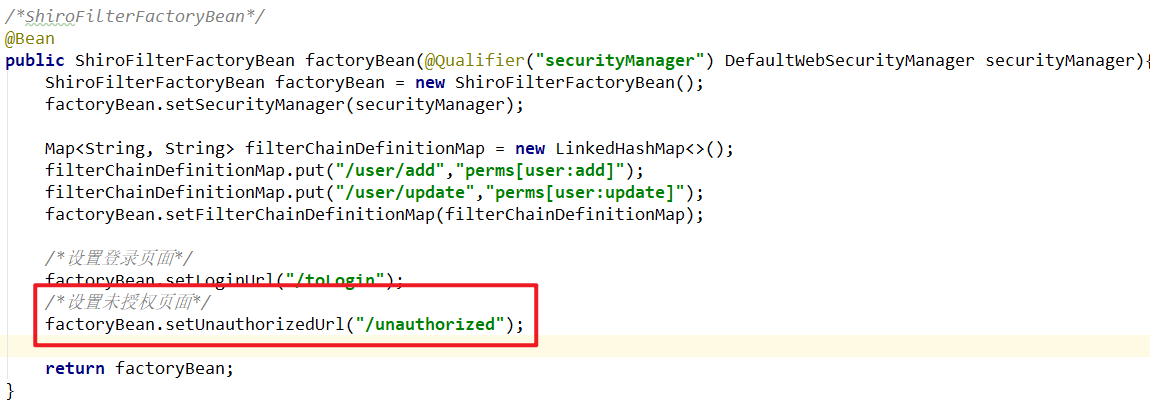 /*ShiroFilterFactoryBean*/
@Bean
public ShiroFilterFactoryBean factoryBean(@Qualifier("securityManager") DefaultWebSecurityManager securityManager){
    ShiroFilterFactoryBean factoryBean = new ShiroFilterFactoryBean();
    factoryBean.setSecurityManager(securityManager);
    Map<String, String> filterChainDefinitionMap = new LinkedHashMap<>();
    filterChainDefinitionMap.put("/user/add","perms[user:add]");
    filterChainDefinitionMap.put("/user/update","perms[user:update]");
    factoryBean.setFilterChainDefinitionMap(filterChainDefinitionMap);
    /*设置登录页面*/
    factoryBean.setLoginUrl("/toLogin");
    /*设置未授权页面*/
    factoryBean.setUnauthorizedUrl("/unauthorized");
    return factoryBean;
}